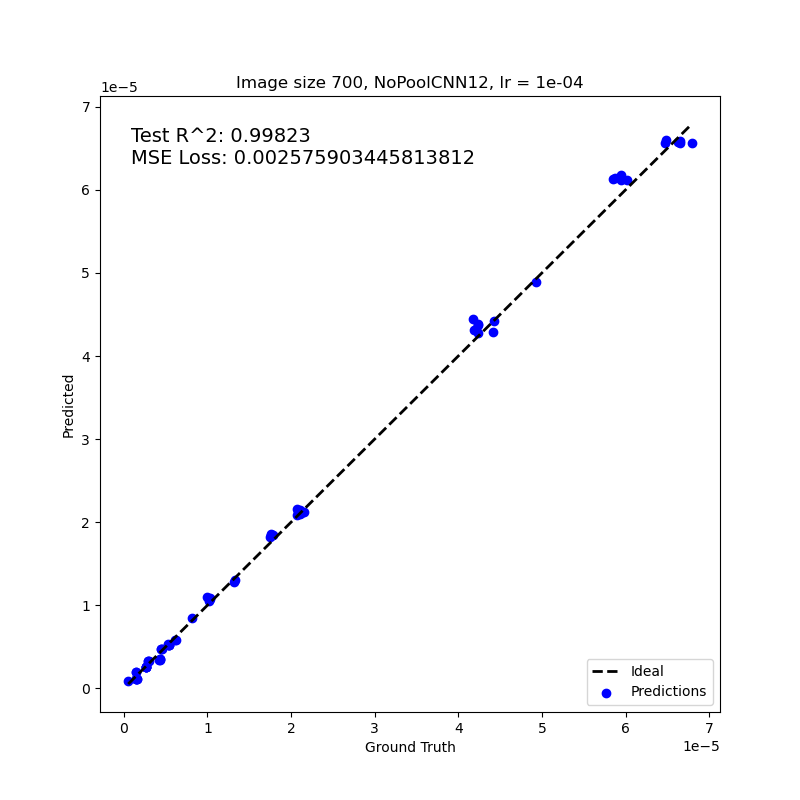 Image size 700, NoPoolCNN12, lr = 1e-04
1e−5
7
Test R^2: 0.99823
MSE Loss: 0.002575903445813812
6
5
4
Predicted
3
2
1
0
Ideal
Predictions
0 1 2 3 4 5 6 7
Ground Truth
1e−5